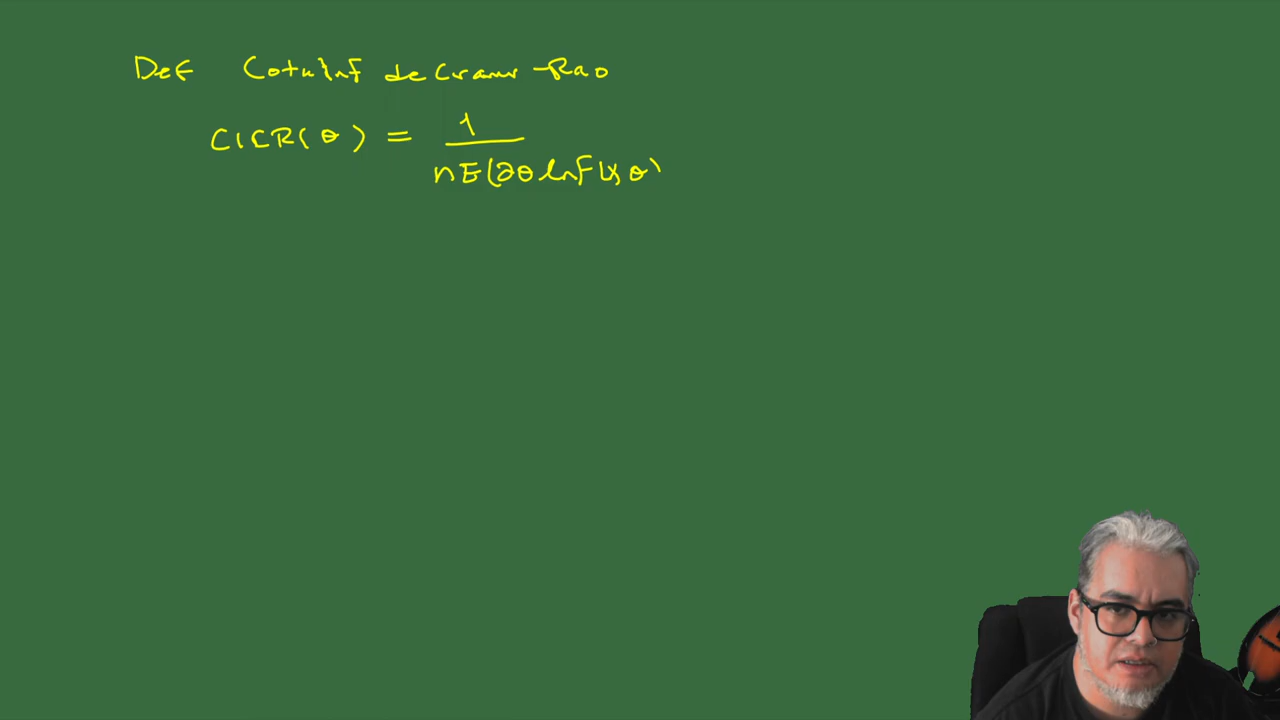 Def Cota Inf de Cramer-Rao
CICR(θ) = 1
nE(∂θ lnf(x, θ)